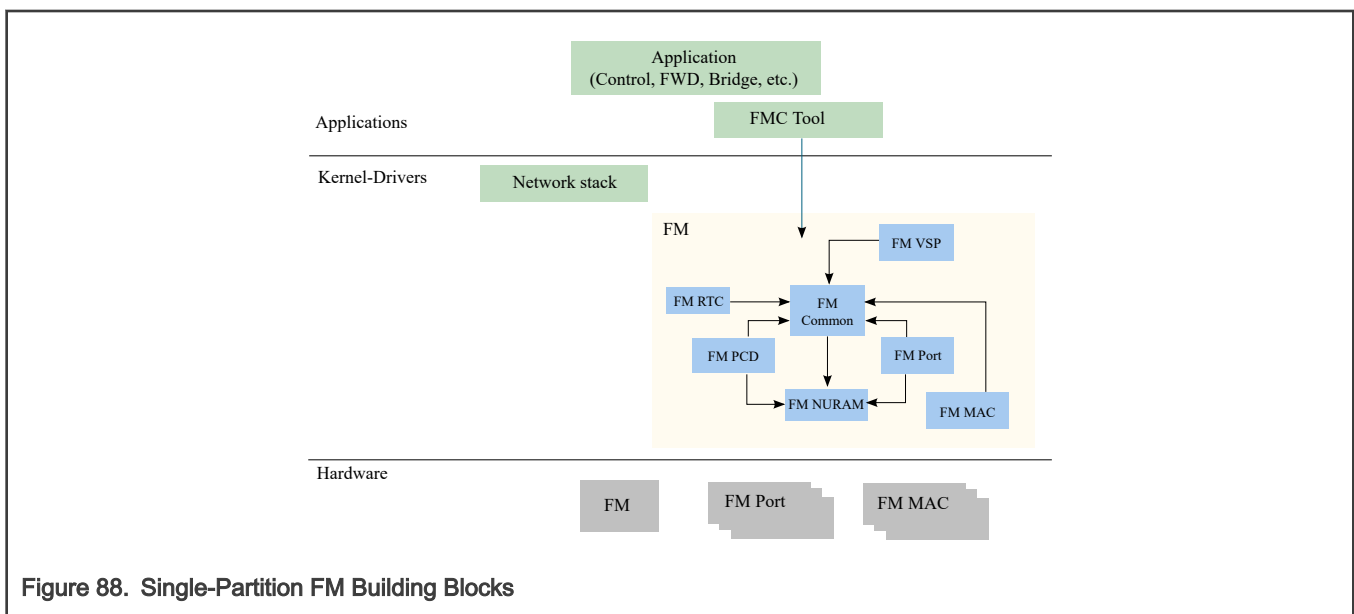 Application
(Control, FWD, Bridge, etc.)
Applications
FMC Tool
Kernel-Drivers
Network stack
FM
FM VSP
FM RTC
FM
Common
FM PCD
FM Port
FM NURAM
FM MAC
Hardware
FM
FM Port
FM MAC
Figure 88. Single-Partition FM Building Blocks